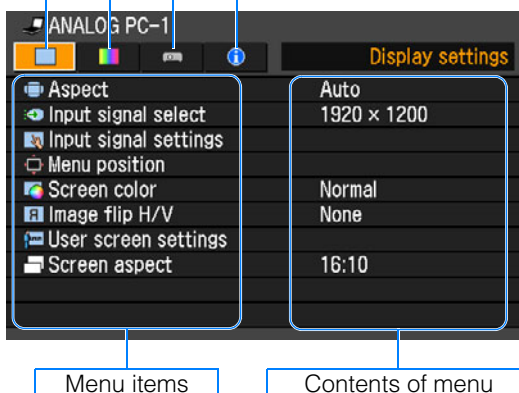 ANALOG PC-1
Display settings
Aspect Auto
Input signal select 1920 × 1200
Input signal settings
Menu position
Screen color Normal
Image flip H/V None
User screen settings
Screen aspect 16:10
Menu items Contents of menu